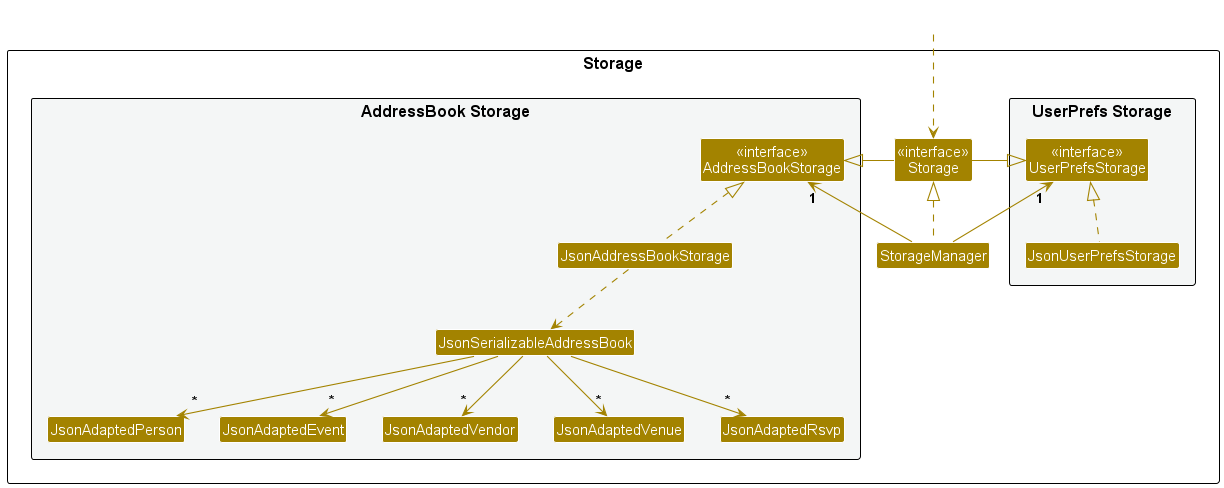 Storage
AddressBook Storage
UserPrefs Storage
«interface»
AddressBookStorage
«interface»
Storage
«interface»
UserPrefsStorage
1
1
JsonAddressBookStorage
StorageManager
JsonUserPrefsStorage
JsonSerializableAddressBook
*
*
*
*
*
JsonAdaptedPerson
JsonAdaptedEvent
JsonAdaptedVendor
JsonAdaptedVenue
JsonAdaptedRsvp